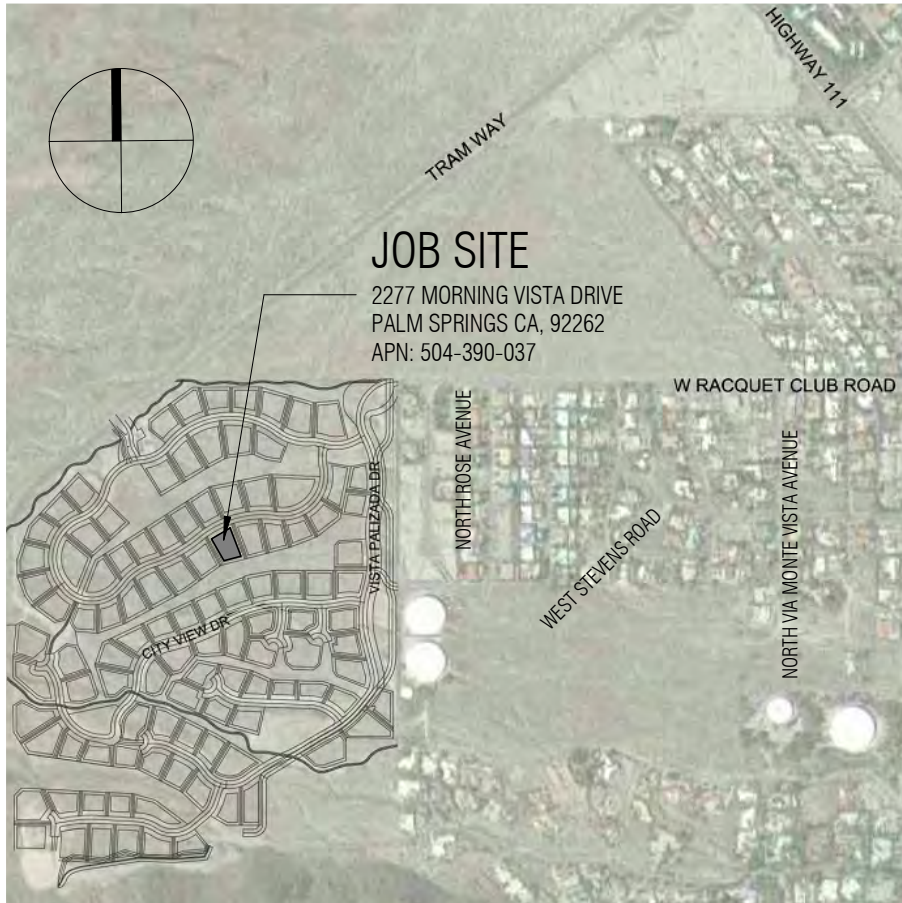 HIGHWAY 111
TRAM WAY
JOB SITE
2277 MORNING VISTA DRIVE
PALM SPRINGS CA, 92262
APN: 504-390-037
W RACQUET CLUB ROAD
NORTH ROSE AVENUE
NORTH VIA MONTE VISTA AVENUE
VISTA PALIZADA DR
WEST STEVENS ROAD
CITY VIEW DR